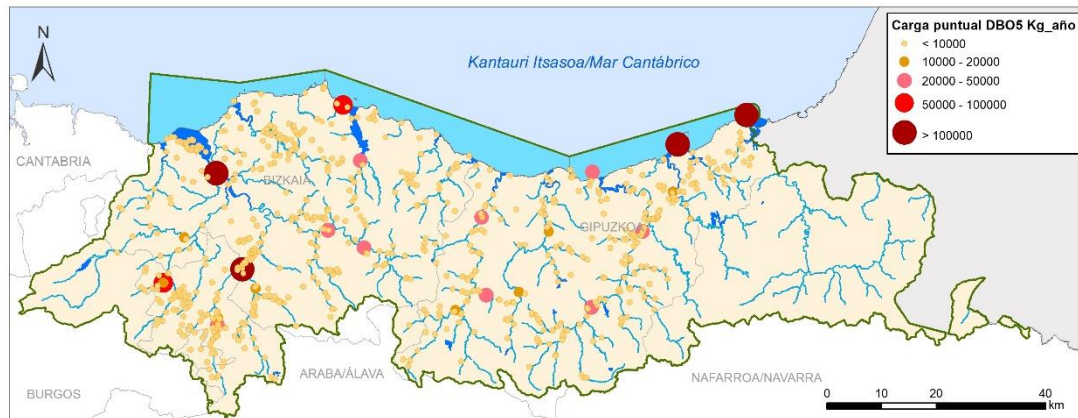 Carga puntual DBO5 Kg_año
< 10000
10000 - 20000
20000 - 50000
50000 - 100000
> 100000
N
Kantauri Itsasoa/Mar Cantábrico
CANTABRIA
BIZKAIA
GIPUZKOA
ARABA/ÁLAVA
NAFARROA/NAVARRA
BURGOS
0 10 20 40
km